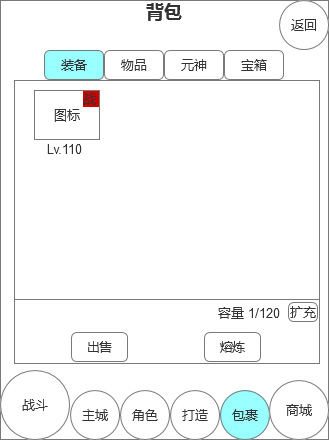 背包
返回
装备 物品 元神 宝箱
图标
Lv.110
容量 1/120 扩充
出售 熔炼
战斗 主城 角色 打造 包裹 商城